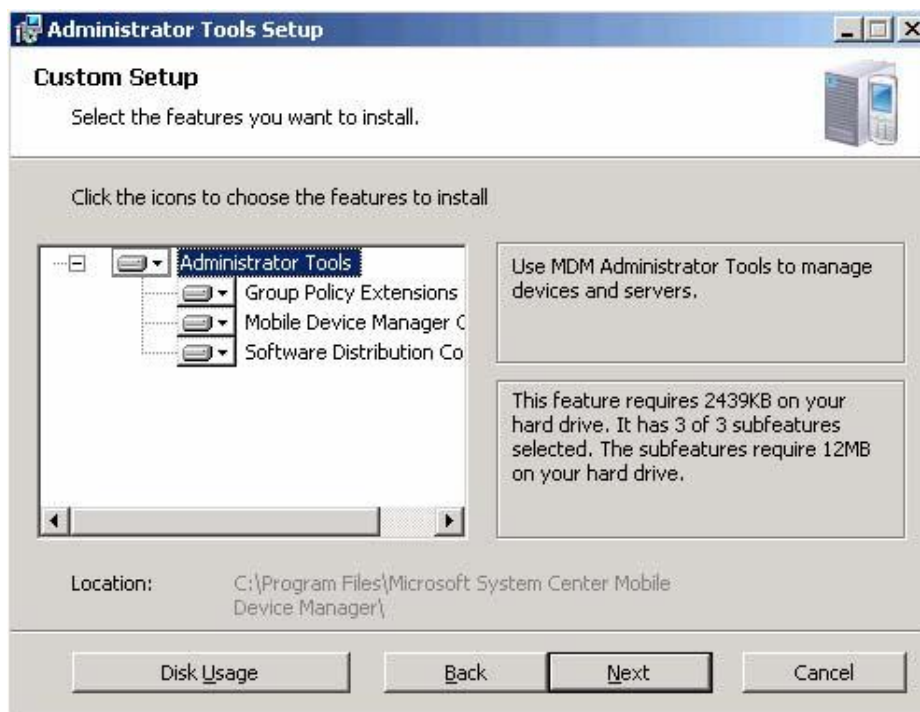 Administrator Tools Setup
Custom Setup
Select the features you want to install.
Click the icons to choose the features to install
Administrator Tools
Group Policy Extensions
Mobile Device Manager C
Software Distribution Co
Use MDM Administrator Tools to manage
devices and servers.
This feature requires 2439KB on your
hard drive. It has 3 of 3 subfeatures
selected. The subfeatures require 12MB
on your hard drive.
Location:
C:\Program Files\Microsoft System Center Mobile
Device Manager\
Disk Usage
Back
Next
Cancel